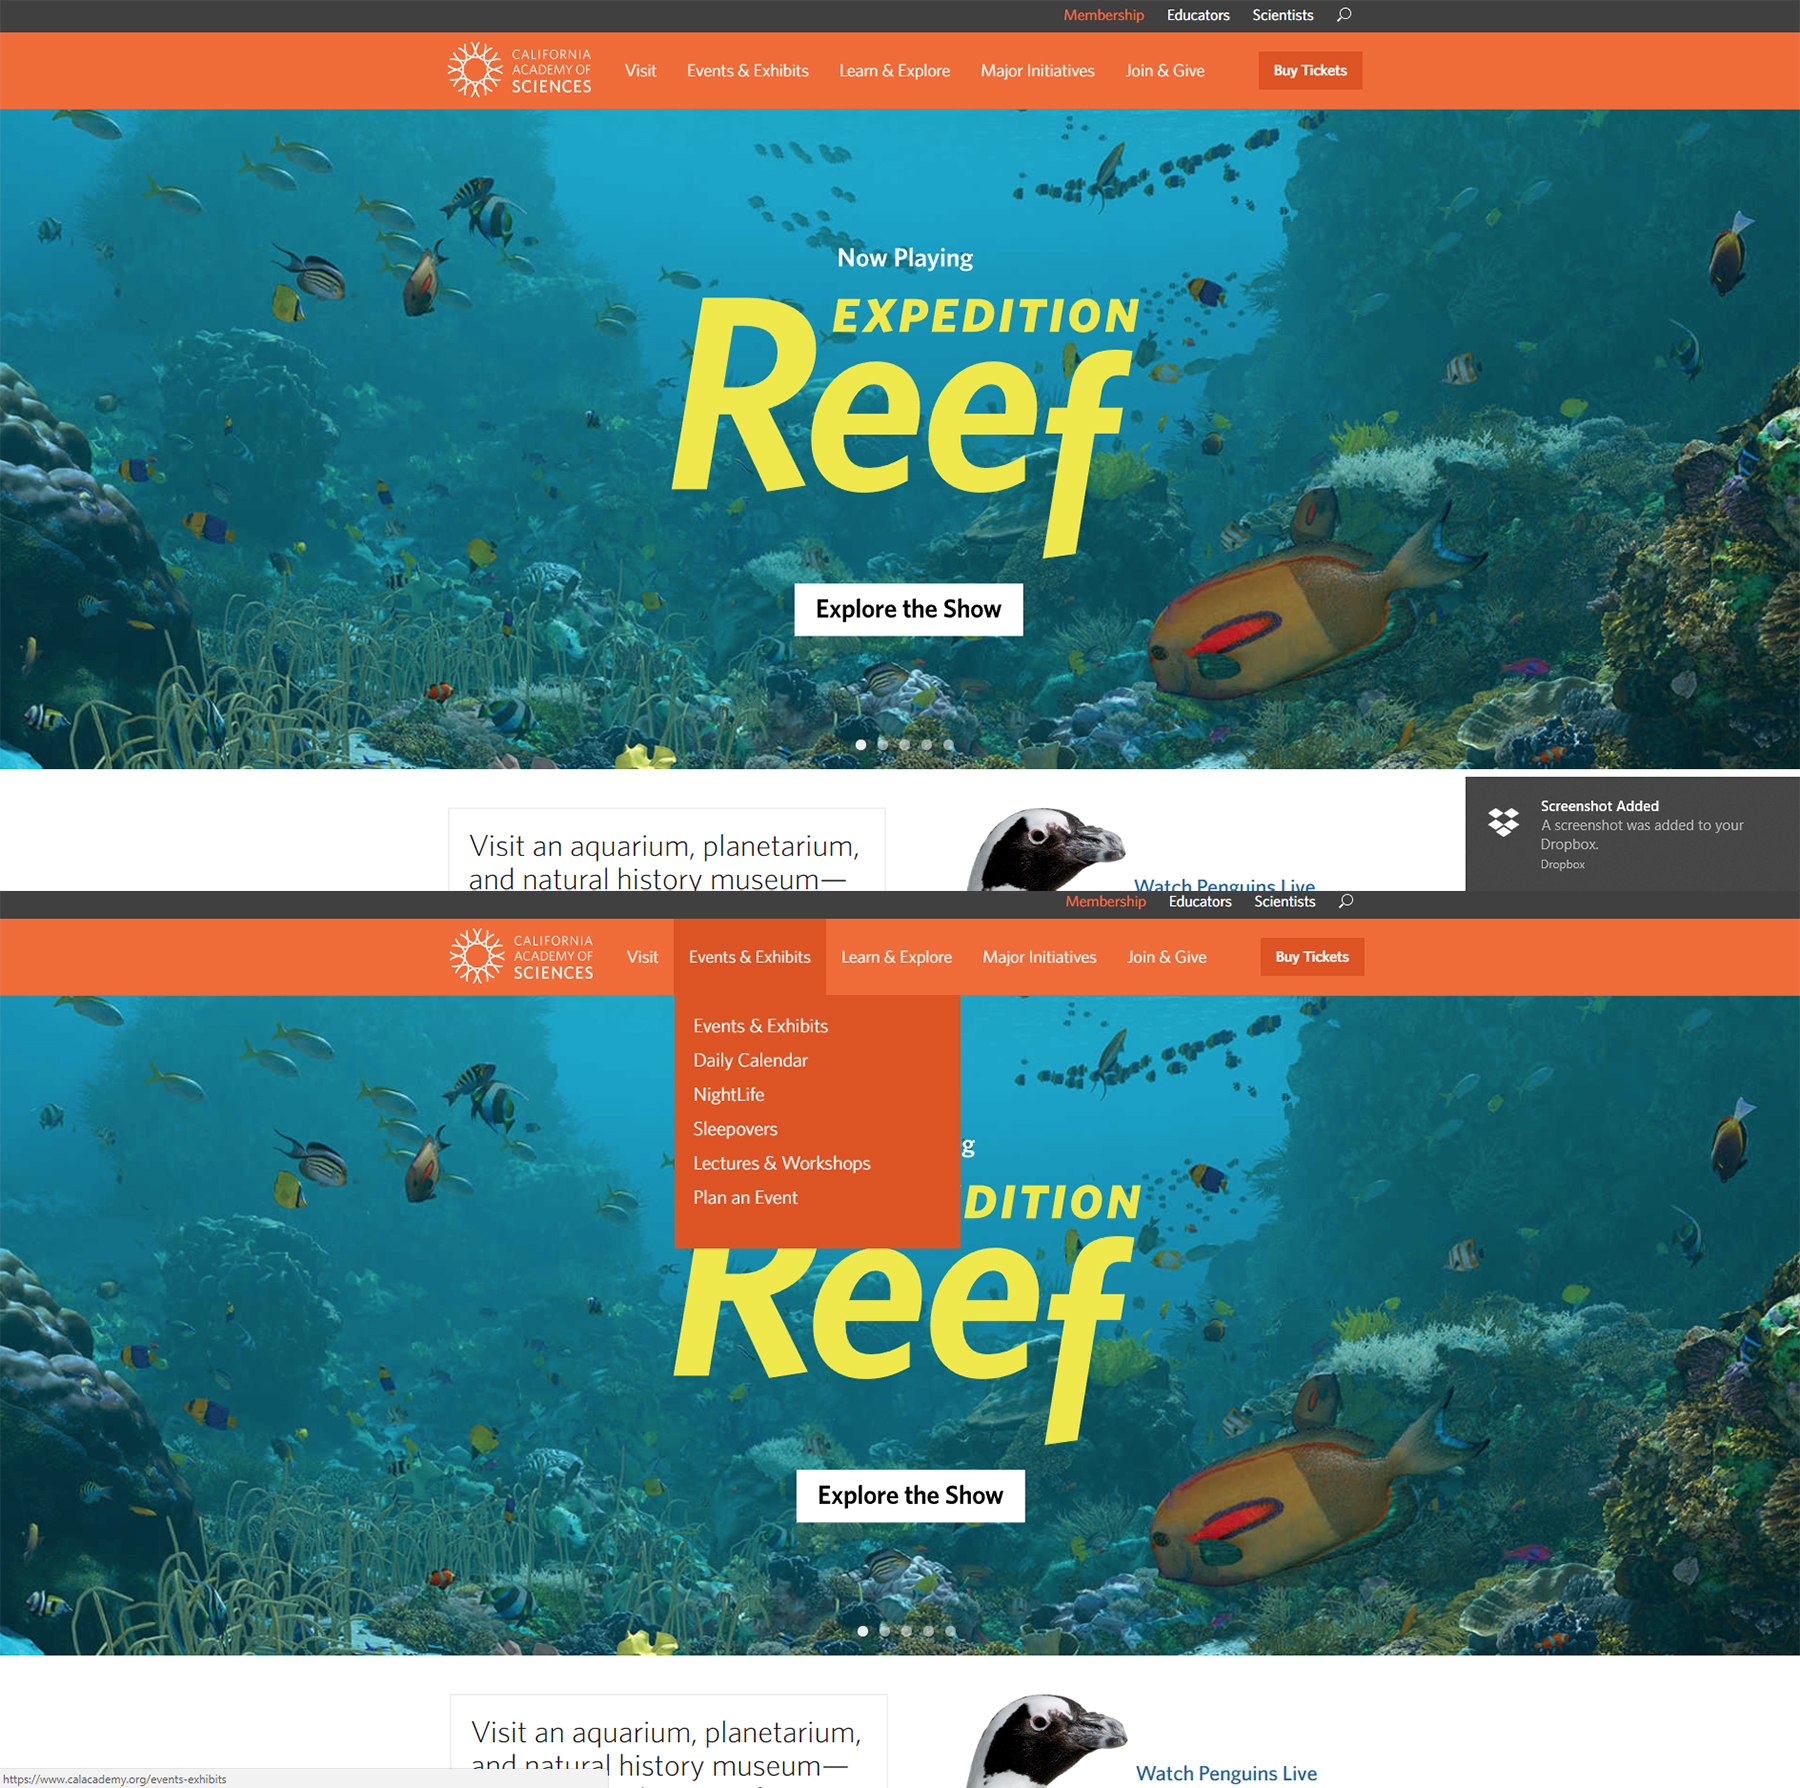 Membership Educators Scientists
CALIFORNIA
ACADEMY OF
SCIENCES
Visit Events & Exhibits Learn & Explore Major Initiatives Join & Give Buy Tickets
Now Playing
EXPEDITION
Reef
Explore the Show
Visit an aquarium, planetarium,
and natural history museum—
Watch Penguins Live
Screenshot Added
A screenshot was added to your
Dropbox.
Dropbox
Membership Educators Scientists
CALIFORNIA
ACADEMY OF
SCIENCES
Visit Events & Exhibits Learn & Explore Major Initiatives Join & Give Buy Tickets
Events & Exhibits
Daily Calendar
NightLife
Sleepovers
Lectures & Workshops
Plan an Event
g
DITION
Reef
Explore the Show
Visit an aquarium, planetarium,
and natural history museum—
Watch Penguins Live
https://www.calacademy.org/events-exhibits